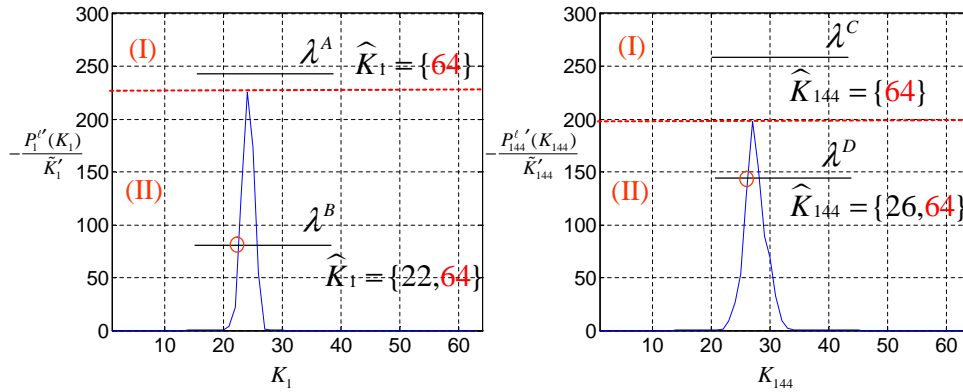 300
(I)
λ^A
250
K̂₁ = {64}
200
−P₁^ℓ′(K₁)/K̃′₁
150
(II)
100
λ^B
50
K̂₁ = {22,64}
0
10 20 30 40 50 60
K₁
300
(I)
λ^C
250
K̂₁₄₄ = {64}
200
−P₁₄₄^ℓ′(K₁₄₄)/K̃′₁₄₄
λ^D
150
(II)
K̂₁₄₄ = {26,64}
100
50
0
10 20 30 40 50 60
K₁₄₄